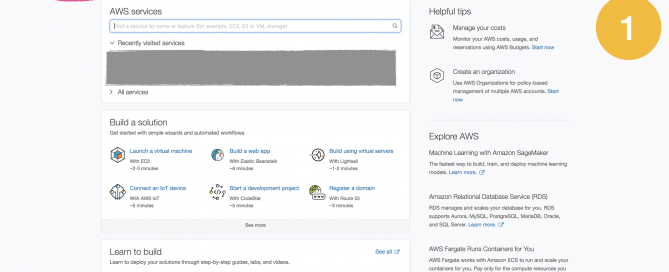 AWS services
Find a service by name or feature (for example, EC2, S3 or VM, storage).
Recently visited services
All services
Build a solution
Get started with simple wizards and automated workflows.
Launch a virtual machine
With EC2
~2-3 minutes
Build a web app
With Elastic Beanstalk
~6 minutes
Build using virtual servers
With Lightsail
~1-2 minutes
Connect an IoT device
With AWS IoT
~5 minutes
Start a development project
With CodeStar
~5 minutes
Register a domain
With Route 53
~3 minutes
See more
Learn to build
See all
Learn to deploy your solutions through step-by-step guides, labs, and videos.
Helpful tips
Manage your costs
Monitor your AWS costs, usage, and
reservations using AWS Budgets. Start now
Create an organization
Use AWS Organizations for policy-based
management of multiple AWS accounts. Start
now
Explore AWS
Machine Learning with Amazon SageMaker
The fastest way to build, train, and deploy machine learning
models. Learn more.
Amazon Relational Database Service (RDS)
RDS manages and scales your database for you. RDS
supports Aurora, MySQL, PostgreSQL, MariaDB, Oracle,
and SQL Server. Learn more.
AWS Fargate Runs Containers for You
AWS Fargate works with Amazon ECS to run and scale your
containers for you. Pay only for the compute resources you
1